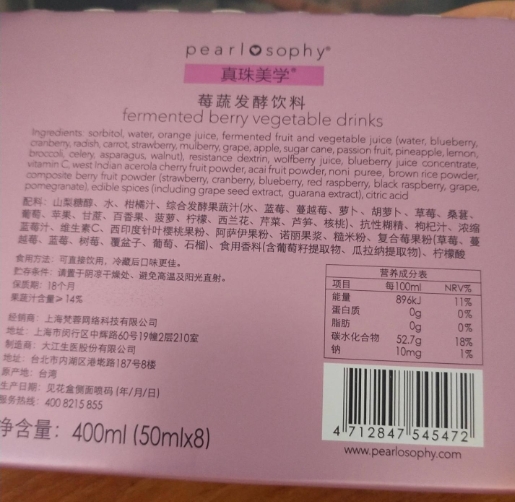 pearlosophy®
真珠美学®
莓蔬发酵饮料
fermented berry vegetable drinks
Ingredients: sorbitol, water, orange juice, fermented fruit and vegetable juice (water, blueberry,
cranberry, radish, carrot, strawberry, mulberry, grape, apple, sugar cane, passion fruit, pineapple, lemon,
broccoli, celery, asparagus, walnut), resistance dextrin, wolfberry juice, blueberry juice concentrate,
vitamin C, west Indian acerola cherry fruit powder, acai fruit powder, noni puree, brown rice powder,
composite berry fruit powder (strawberry, cranberry, blueberry, red raspberry, black raspberry, grape,
pomegranate), edible spices (including grape seed extract, guarana extract), citric acid
配料：山梨糖醇、水、柑橘汁、综合发酵果蔬汁(水、蓝莓、蔓越莓、萝卜、胡萝卜、草莓、桑葚、
葡萄、苹果、甘蔗、百香果、菠萝、柠檬、西兰花、芹菜、芦笋、核桃)、抗性糊精、枸杞汁、浓缩
蓝莓汁、维生素C、西印度针叶樱桃果粉、阿萨伊果粉、诺丽果浆、糙米粉、复合莓果粉(草莓、蔓
越莓、蓝莓、树莓、覆盆子、葡萄、石榴)、食用香料(含葡萄籽提取物、瓜拉纳提取物)、柠檬酸
食用方法：可直接饮用，冷藏后口味更佳。
贮存条件：请置于阴凉干燥处、避免高温及阳光直射。
保质期：18个月
果蔬汁含量≥14%
经销商：上海梵蓉网络科技有限公司
地址：上海市闵行区中辉路60号19幢2层210室
制造商：大江生医股份有限公司
地址：台北市内湖区港墘路187号8楼
原产地：台湾
生产日期：见花盒侧面喷码 (年/月/日)
服务热线：400 8215 855
净含量：400ml (50mlx8)
营养成分表
项目 每100ml NRV%
能量 896kJ 11%
蛋白质 0g 0%
脂肪 0g 0%
碳水化合物 52.7g 18%
钠 10mg 1%
4 712847 545472
www.pearlosophy.com